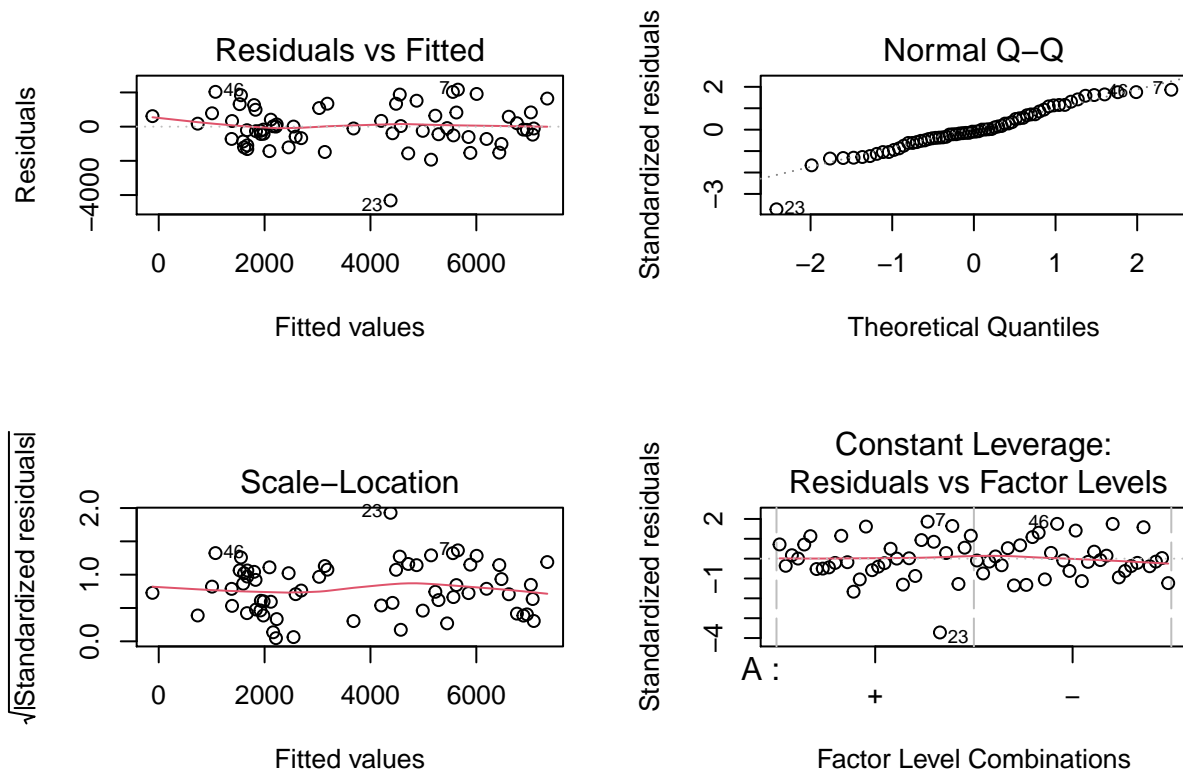 Residuals vs Fitted
Residuals
−4000
0
46
7
23
0
2000
4000
6000
Fitted values
Normal Q−Q
Standardized residuals
−3
0
2
46
7
23
−2
−1
0
1
2
Theoretical Quantiles
Scale−Location
√|Standardized residuals|
0.0
1.0
2.0
23
46
7
0
2000
4000
6000
Fitted values
Constant Leverage:
Residuals vs Factor Levels
Standardized residuals
−4
−1
2
7
46
23
A :
+
−
Factor Level Combinations